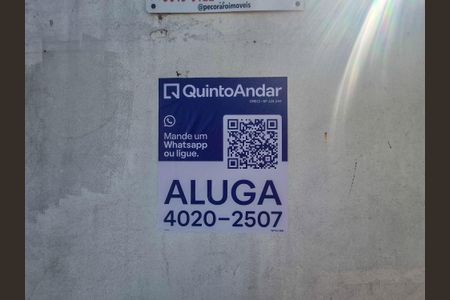 @pecoraroimoveis
QuintoAndar
Mande um
Whatsapp
ou ligue.
ALUGA
4020-2507